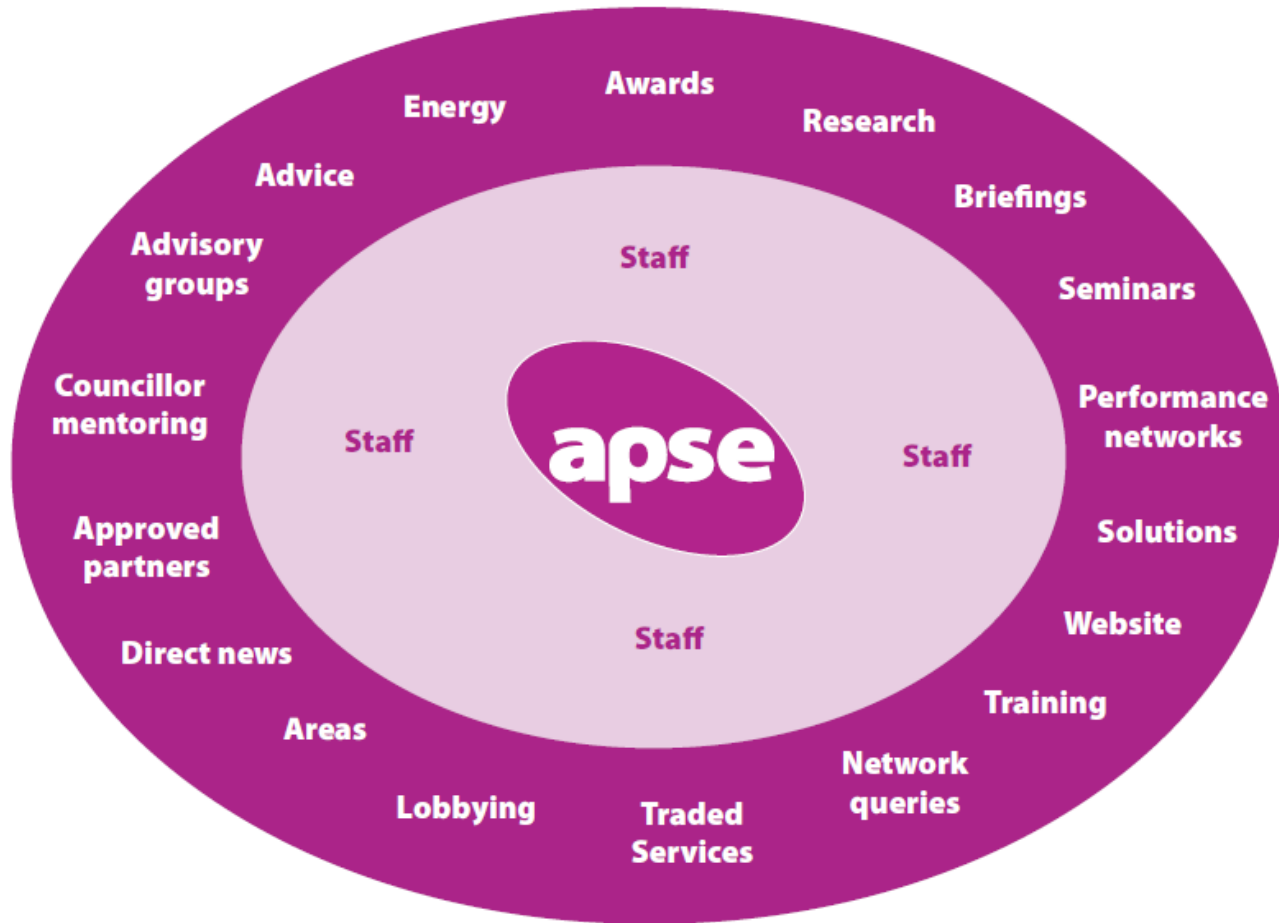 Awards
Research
Briefings
Seminars
Performance
networks
Solutions
Website
Training
Network
queries
Traded
Services
Lobbying
Areas
Direct news
Approved
partners
Councillor
mentoring
Advisory
groups
Advice
Energy
Staff
Staff
Staff
Staff
apse